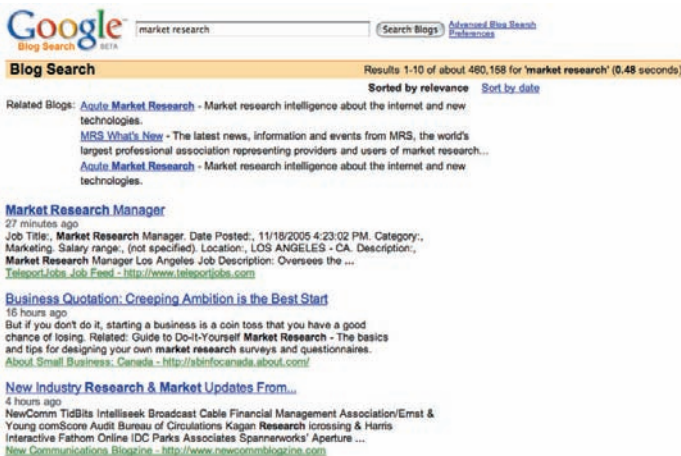 Google
Blog Search BETA
market research
Search Blogs
Advanced Blog Search
Preferences
Blog Search
Results 1-10 of about 460,158 for 'market research' (0.48 seconds)
Sorted by relevance Sort by date
Related Blogs: Aqute Market Research - Market research intelligence about the internet and new
technologies.
MRS What's New - The latest news, information and events from MRS, the world's
largest professional association representing providers and users of market research...
Aqute Market Research - Market research intelligence about the internet and new
technologies.
Market Research Manager
27 minutes ago
Job Title:, Market Research Manager. Date Posted:, 11/18/2005 4:23:02 PM. Category:,
Marketing. Salary range:, (not specified). Location:, LOS ANGELES - CA. Description:,
Market Research Manager Los Angeles Job Description: Oversees the ...
TeleportJobs Job Feed - http://www.teleportjobs.com
Business Quotation: Creeping Ambition is the Best Start
16 hours ago
But if you don't do it, starting a business is a coin toss that you have a good
chance of losing. Related: Guide to Do-It-Yourself Market Research - The basics
and tips for designing your own market research surveys and questionnaires.
About Small Business: Canada - http://sbinfocanada.about.com/
New Industry Research & Market Updates From...
4 hours ago
NewComm TidBits Intelliseek Broadcast Cable Financial Management Association/Ernst &
Young comScore Audit Bureau of Circulations Kagan Research icrossing & Harris
Interactive Fathom Online IDC Parks Associates Spannerworks' Aperture ...
New Communications Blogzine - http://www.newcommblogzine.com